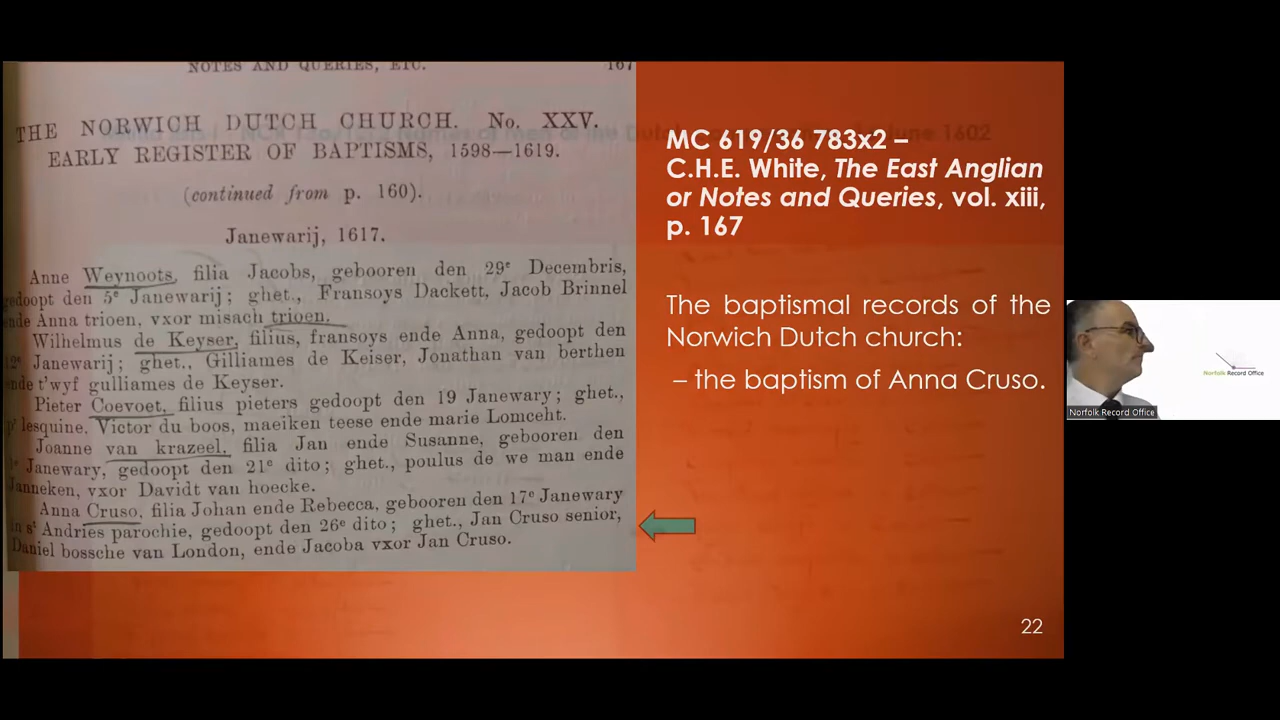 NOTES AND QUERIES, ETC. 167
THE NORWICH DUTCH CHURCH. No. XXV.
EARLY REGISTER OF BAPTISMS, 1598—1619.
(continued from p. 160).
Janewarij, 1617.
Anne Weynoots, filia Jacobs, gebooren den 29e Decembris,
gedoopt den 5e Janewarij; ghet., Fransoys Dackett, Jacob Brinnel
ende Anna trioen, vxor misach trioen.
Wilhelmus de Keyser, filius, fransoys ende Anna, gedoopt den
12e Janewarij; ghet., Gilliames de Keiser, Jonathan van berthen
ende t'wyf gulliames de Keyser.
Pieter Coevoet, filius pieters gedoopt den 19 Janewary; ghet.,
lesquine, Victor du boos, maeiken teese ende marie Lomceht.
Joanne van krazeel, filia Jan ende Susanne, gebooren den
Janewary, gedoopt den 21e dito; ghet., poulus de we man ende
Janneken, vxor Davidt van hoecke.
Anna Cruso, filia Johan ende Rebecca, gebooren den 17e Janewary
in st Andries parochie, gedoopt den 26e dito; ghet., Jan Cruso senior,
Daniel bossche van London, ende Jacoba vxor Jan Cruso.
MC 619/36 783x2 –
C.H.E. White, The East Anglian
or Notes and Queries, vol. xiii,
p. 167
The baptismal records of the
Norwich Dutch church:
– the baptism of Anna Cruso.
22
Norfolk Record Office
Norfolk Record Office